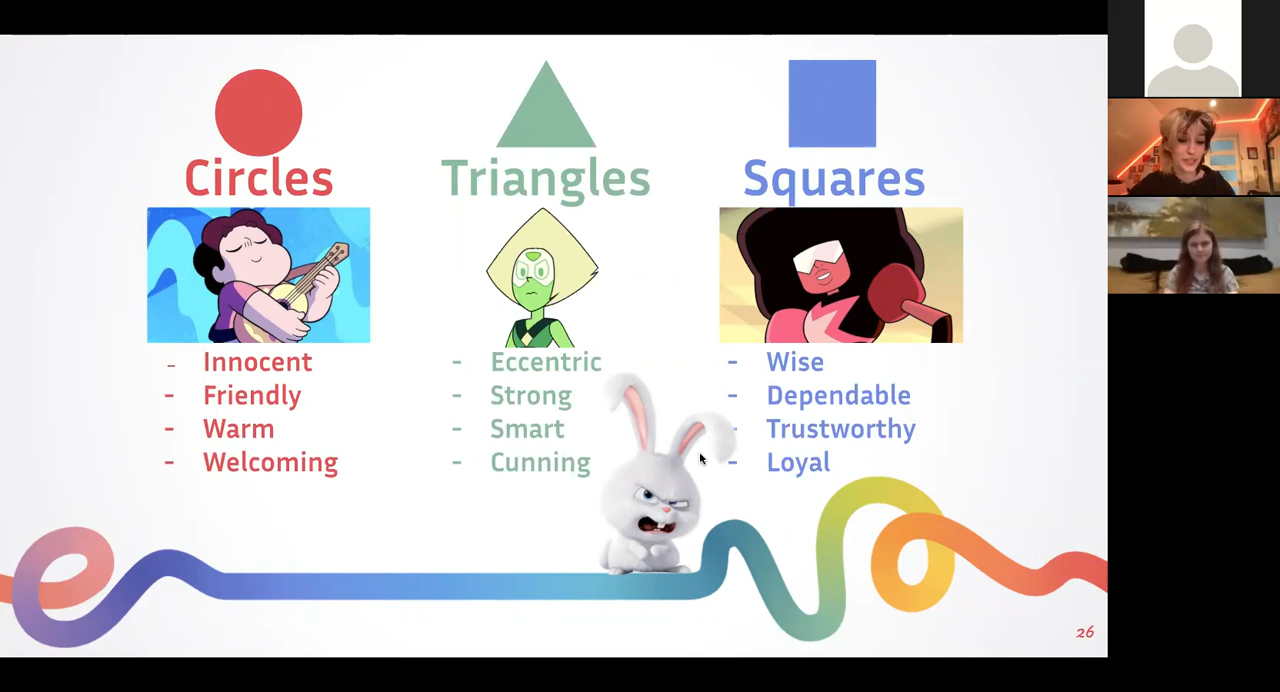 Circles
Triangles
Squares
- Innocent
- Friendly
- Warm
- Welcoming
- Eccentric
- Strong
- Smart
- Cunning
- Wise
- Dependable
- Trustworthy
- Loyal
26